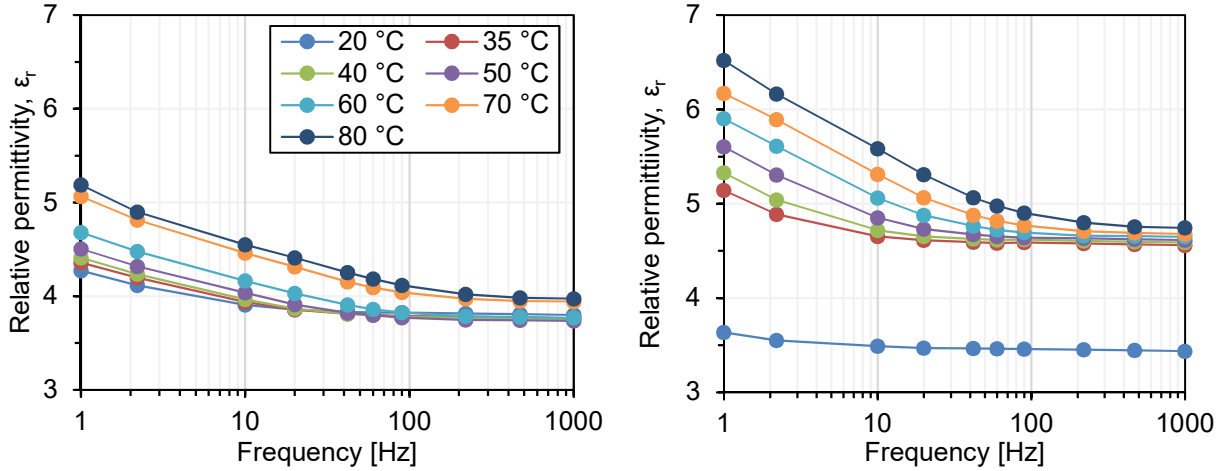 7
6
5
4
3
Relative permittivity, εr
20 °C 35 °C
40 °C 50 °C
60 °C 70 °C
80 °C
1 10 100 1000
Frequency [Hz]
7
6
5
4
3
Relative permittiivity, εr
1 10 100 1000
Frequency [Hz]